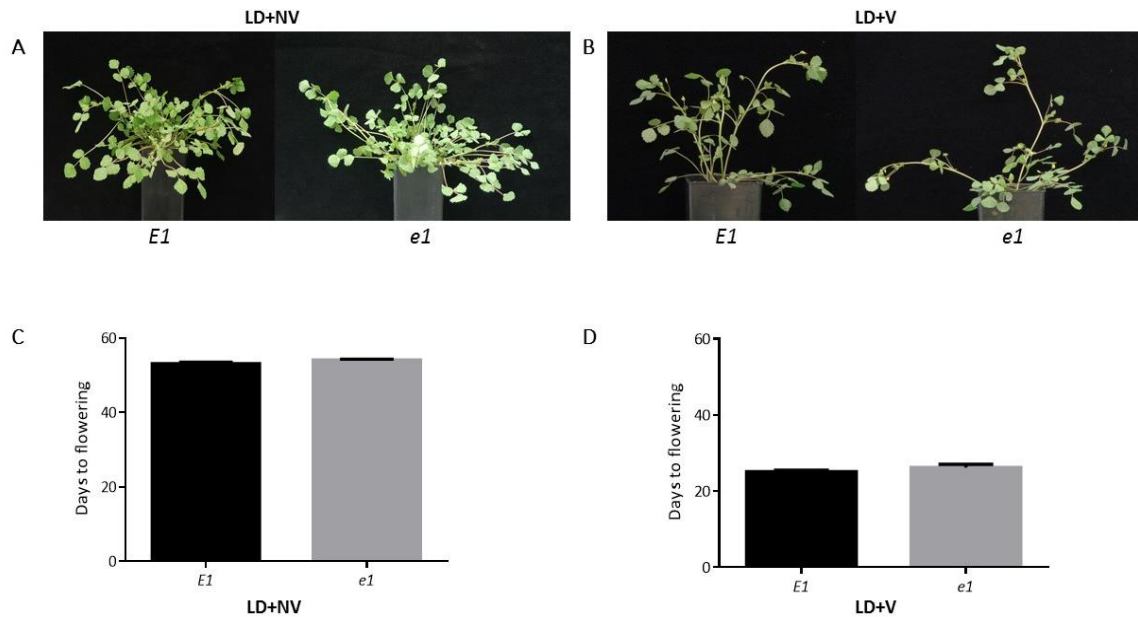 LD+NV
LD+V
A
B
E1
e1
E1
e1
C
60
40
20
0
Days to flowering
E1
e1
LD+NV
D
60
40
20
0
Days to flowering
E1
e1
LD+V